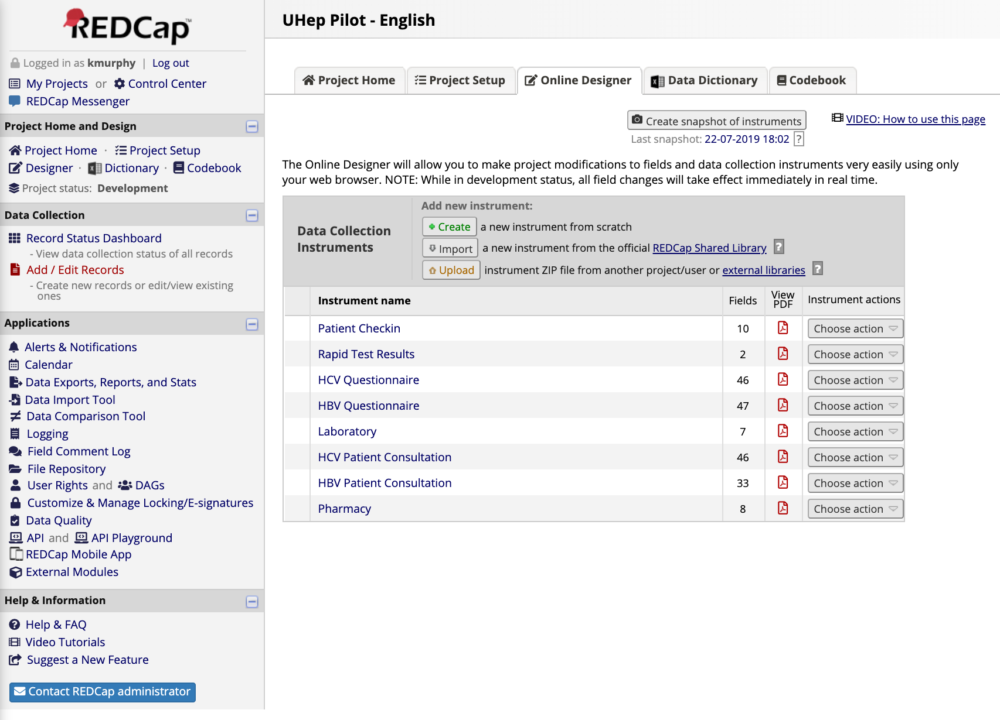 REDCap™
Logged in as kmurphy | Log out
My Projects or Control Center
REDCap Messenger
Project Home and Design
Project Home · Project Setup
Designer · Dictionary · Codebook
Project status: Development
Data Collection
Record Status Dashboard
- View data collection status of all records
Add / Edit Records
- Create new records or edit/view existing
ones
Applications
Alerts & Notifications
Calendar
Data Exports, Reports, and Stats
Data Import Tool
Data Comparison Tool
Logging
Field Comment Log
File Repository
User Rights and DAGs
Customize & Manage Locking/E-signatures
Data Quality
API and API Playground
REDCap Mobile App
External Modules
Help & Information
Help & FAQ
Video Tutorials
Suggest a New Feature
Contact REDCap administrator
UHep Pilot - English
Project Home Project Setup Online Designer Data Dictionary Codebook
Create snapshot of instruments VIDEO: How to use this page
Last snapshot: 22-07-2019 18:02 ?
The Online Designer will allow you to make project modifications to fields and data collection instruments very easily using only
your web browser. NOTE: While in development status, all field changes will take effect immediately in real time.
Data Collection
Instruments
Add new instrument:
Create a new instrument from scratch
Import a new instrument from the official REDCap Shared Library ?
Upload instrument ZIP file from another project/user or external libraries ?
Instrument name Fields View PDF Instrument actions
Patient Checkin 10 Choose action
Rapid Test Results 2 Choose action
HCV Questionnaire 46 Choose action
HBV Questionnaire 47 Choose action
Laboratory 7 Choose action
HCV Patient Consultation 46 Choose action
HBV Patient Consultation 33 Choose action
Pharmacy 8 Choose action